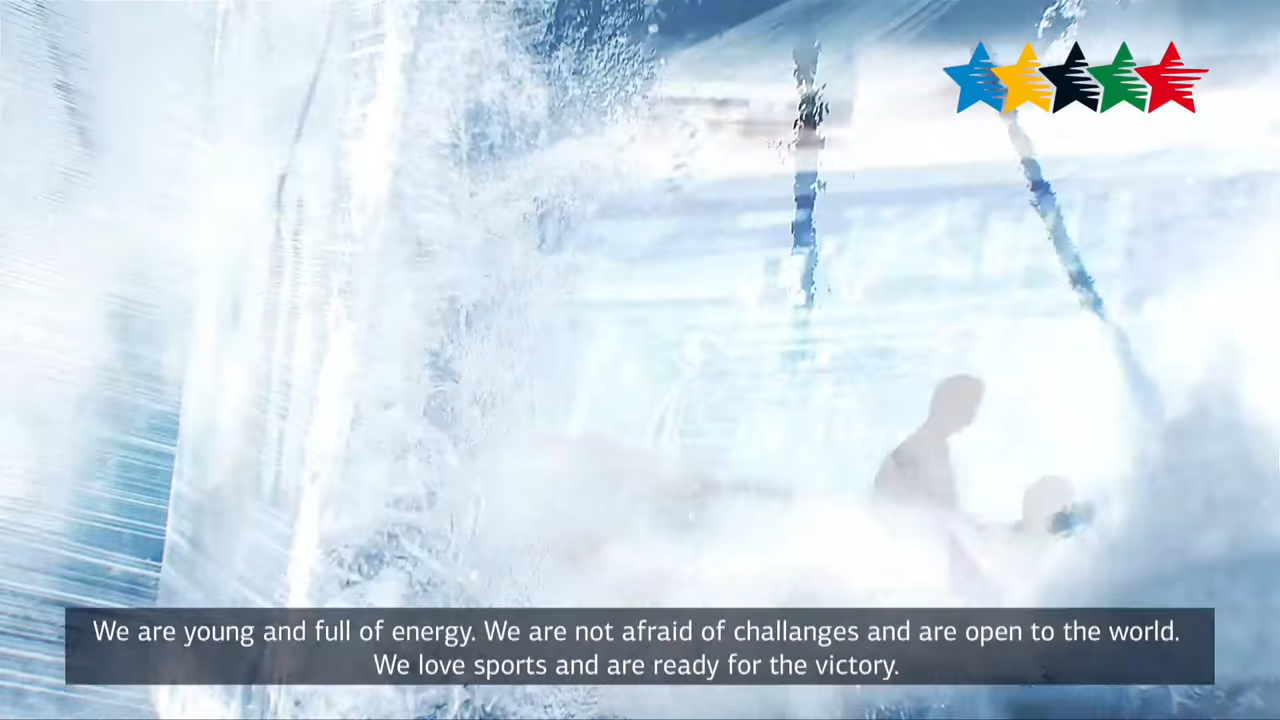 We are young and full of energy. We are not afraid of challanges and are open to the world.
We love sports and are ready for the victory.